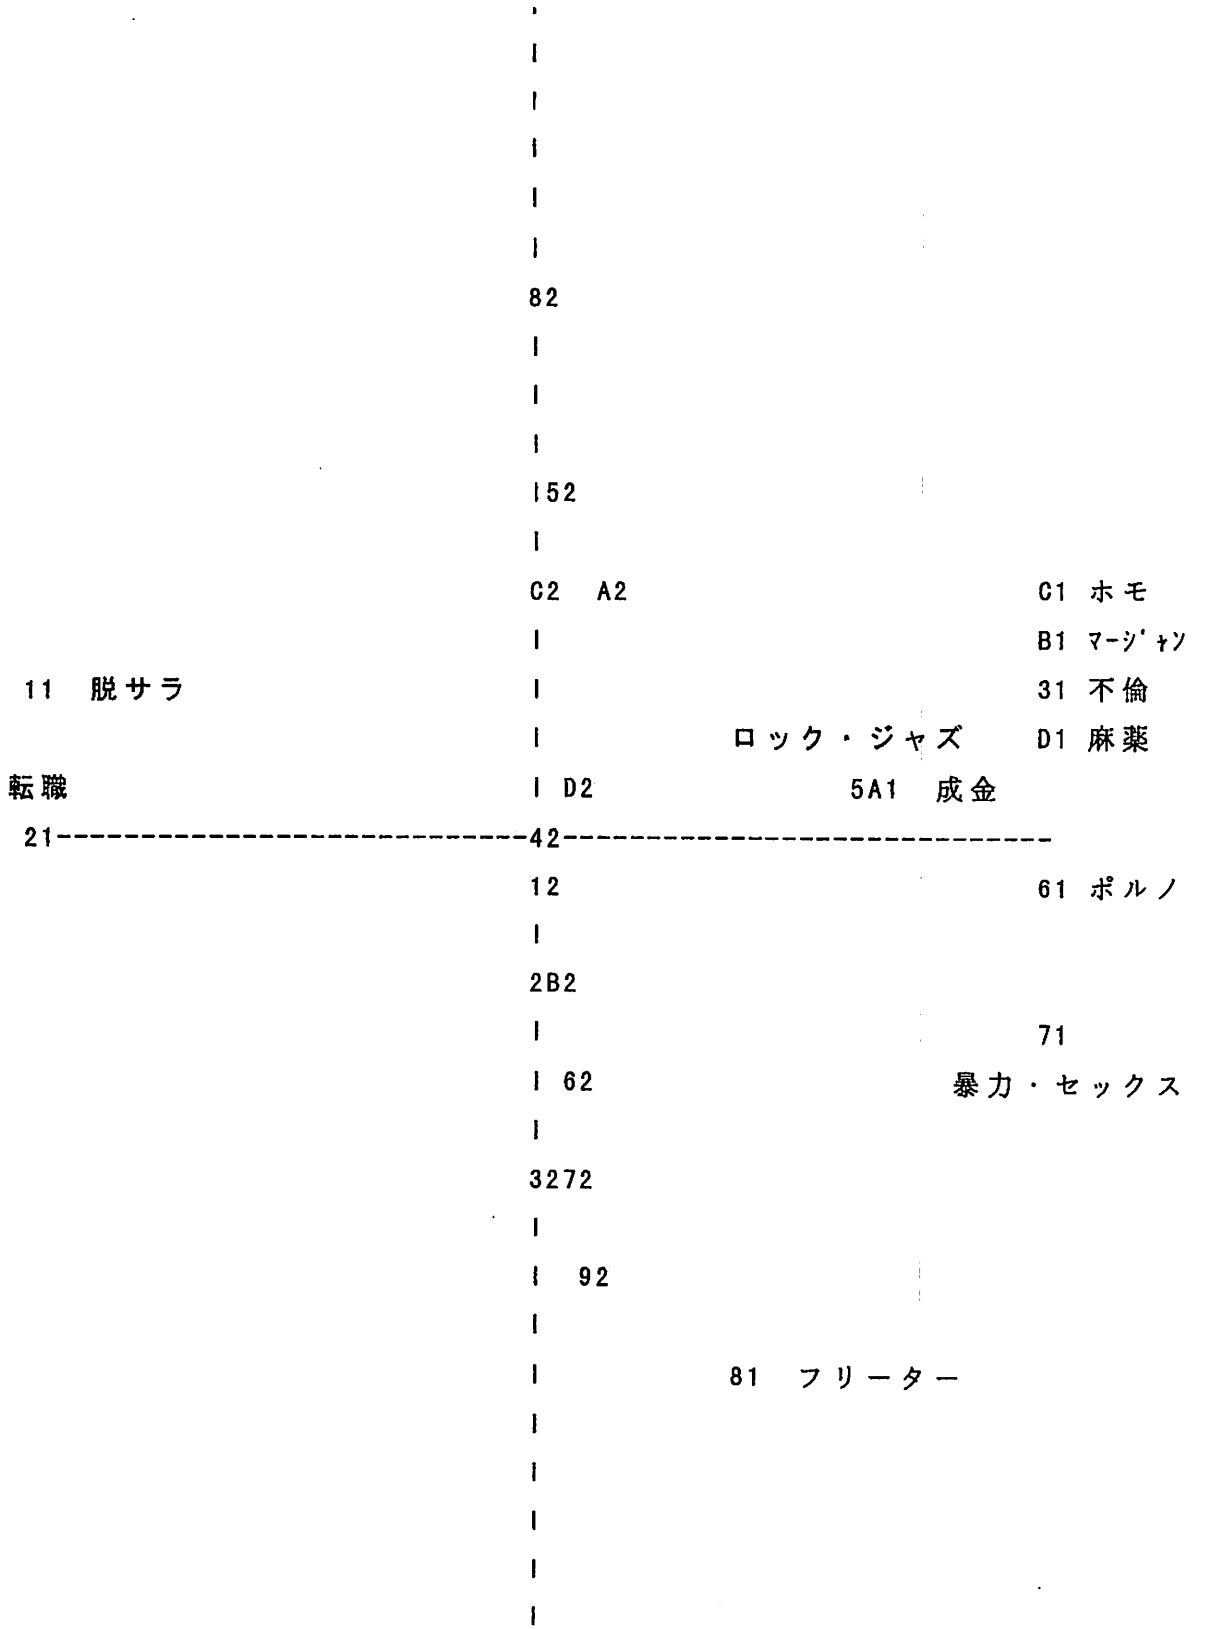 82
|52
C2 A2 C1 ホモ
| B1 マージャン
11 脱サラ | 31 不倫
| ロック・ジャズ D1 麻薬
転職 | D2 5A1 成金
21----------------------------42-----------------------------
12 61 ポルノ
2B2
| 71
| 62 暴力・セックス
3272
| 92
| 81 フリーター